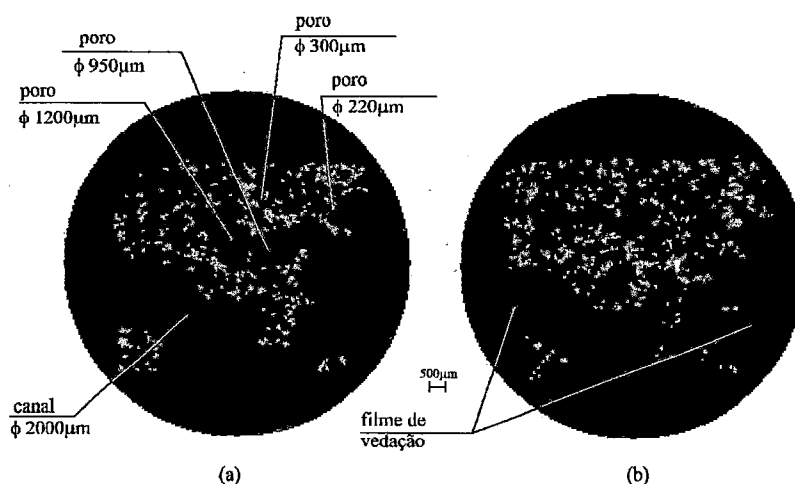 poro
ϕ 300µm
poro
ϕ 950µm
poro
ϕ 220µm
poro
ϕ 1200µm
500µm
canal
ϕ 2000µm
filme de
vedação
(a)
(b)